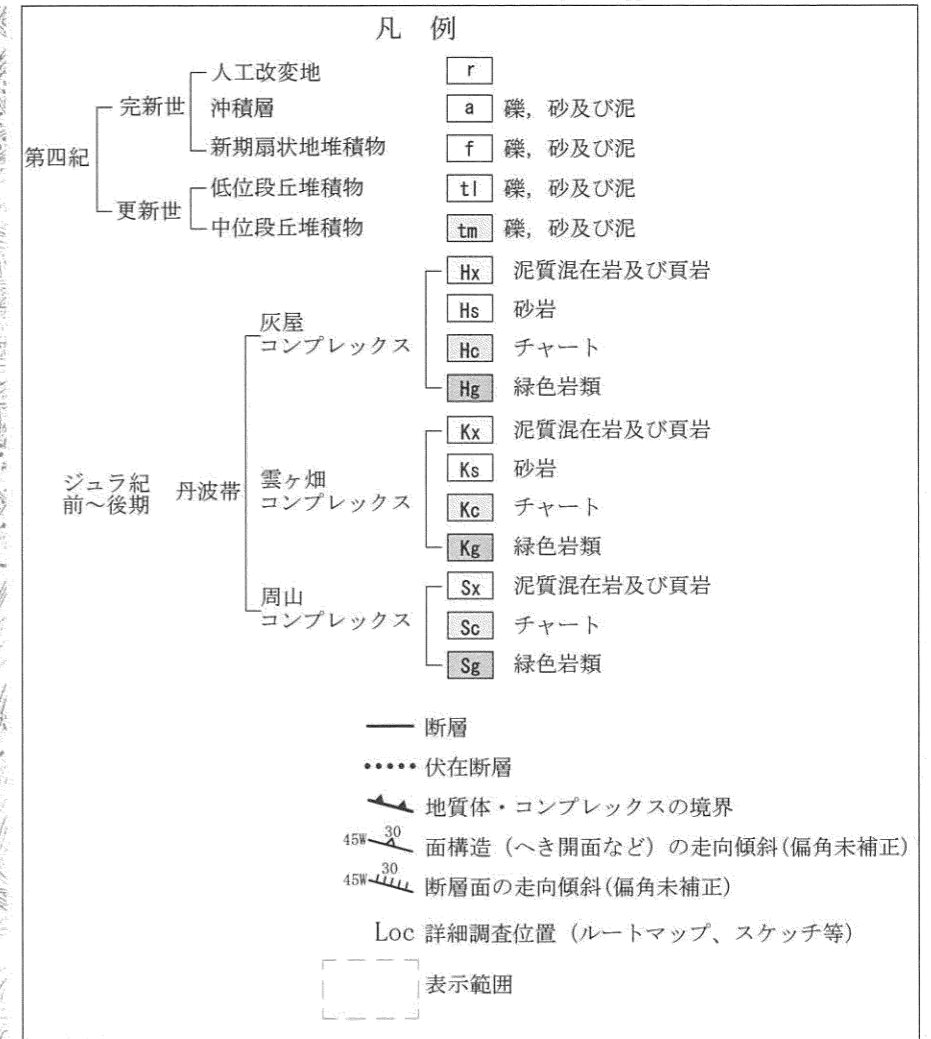 凡 例
人工改変地 r
完新世 沖積層 a 礫，砂及び泥
新期扇状地堆積物 f 礫，砂及び泥
第四紀
低位段丘堆積物 tl 礫，砂及び泥
更新世
中位段丘堆積物 tm 礫，砂及び泥
Hx 泥質混在岩及び頁岩
灰屋
コンプレックス
Hs 砂岩
Hc チャート
Hg 緑色岩類
Kx 泥質混在岩及び頁岩
ジュラ紀
前～後期
丹波帯
雲ヶ畑
コンプレックス
Ks 砂岩
Kc チャート
Kg 緑色岩類
Sx 泥質混在岩及び頁岩
周山
コンプレックス
Sc チャート
Sg 緑色岩類
断層
伏在断層
地質体・コンプレックスの境界
45W 30 面構造（へき開面など）の走向傾斜(偏角未補正)
45W 30 断層面の走向傾斜(偏角未補正)
Loc 詳細調査位置（ルートマップ、スケッチ等）
表示範囲